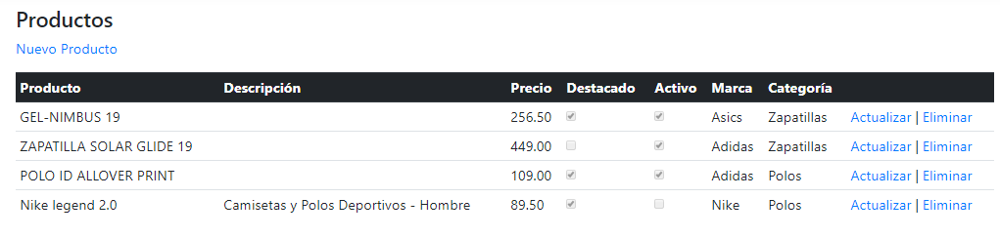 Productos
Nuevo Producto
Producto Descripción Precio Destacado Activo Marca Categoría
GEL-NIMBUS 19 256.50 Asics Zapatillas Actualizar | Eliminar
ZAPATILLA SOLAR GLIDE 19 449.00 Adidas Zapatillas Actualizar | Eliminar
POLO ID ALLOVER PRINT 109.00 Adidas Polos Actualizar | Eliminar
Nike legend 2.0 Camisetas y Polos Deportivos - Hombre 89.50 Nike Polos Actualizar | Eliminar